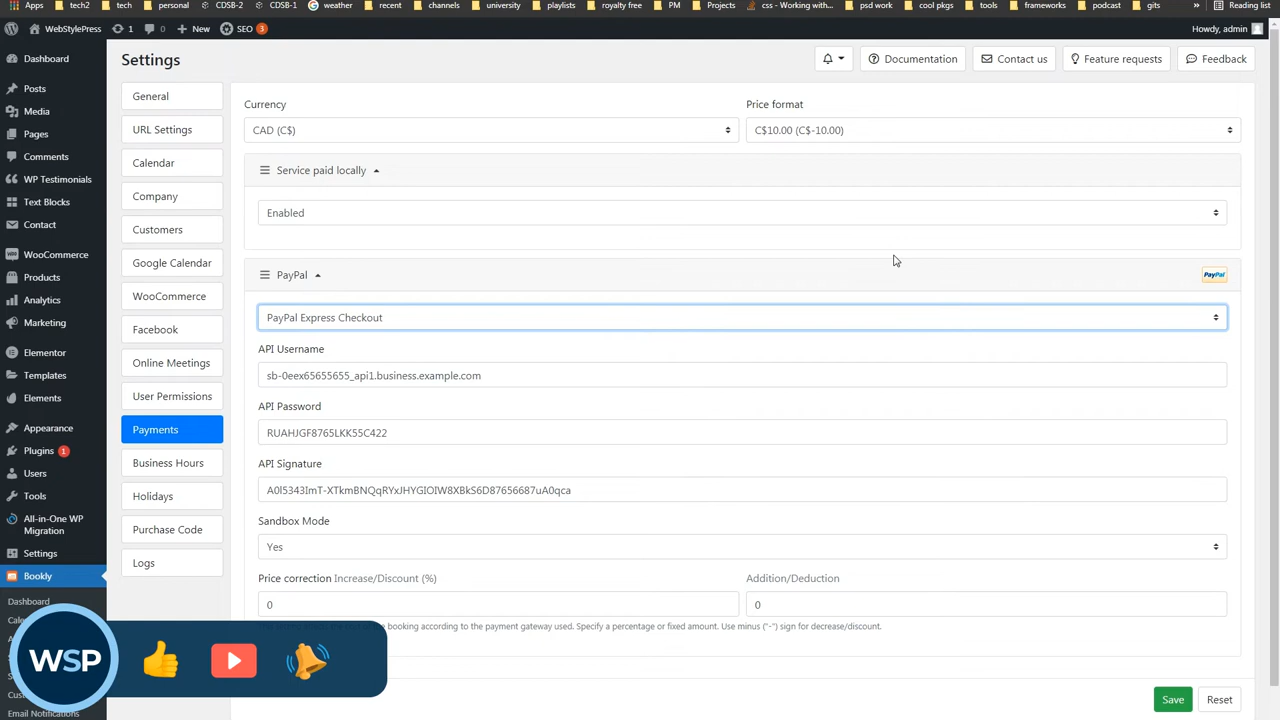 Apps tech2 tech personal CDSB-2 CDSB-1 weather recent channels university playlists royalty free PM Projects css - Working with... psd work cool pkgs tools frameworks podcast gits Reading list
WebStylePress 1 0 New SEO 3 Howdy, admin
Dashboard
Posts
Media
Pages
Comments
WP Testimonials
Text Blocks
Contact
WooCommerce
Products
Analytics
Marketing
Elementor
Templates
Elements
Appearance
Plugins 1
Users
Tools
All-in-One WP
Migration
Settings
Bookly
Dashboard
Email Notifications
Settings
Documentation
Contact us
Feature requests
Feedback
General
URL Settings
Calendar
Company
Customers
Google Calendar
WooCommerce
Facebook
Online Meetings
User Permissions
Payments
Business Hours
Holidays
Purchase Code
Logs
Currency Price format
CAD (C$) C$10.00 (C$-10.00)
Service paid locally
Enabled
PayPal PayPal
PayPal Express Checkout
API Username
sb-0eex65655655_api1.business.example.com
API Password
RUAHJGF8765LKK55C422
API Signature
A0l5343ImT-XTkmBNQqRYxJHYGIOIW8XBkS6D87656687uA0qca
Sandbox Mode
Yes
Price correction Increase/Discount (%) Addition/Deduction
0 0
booking according to the payment gateway used. Specify a percentage or fixed amount. Use minus ("-") sign for decrease/discount.
Save Reset
WSP